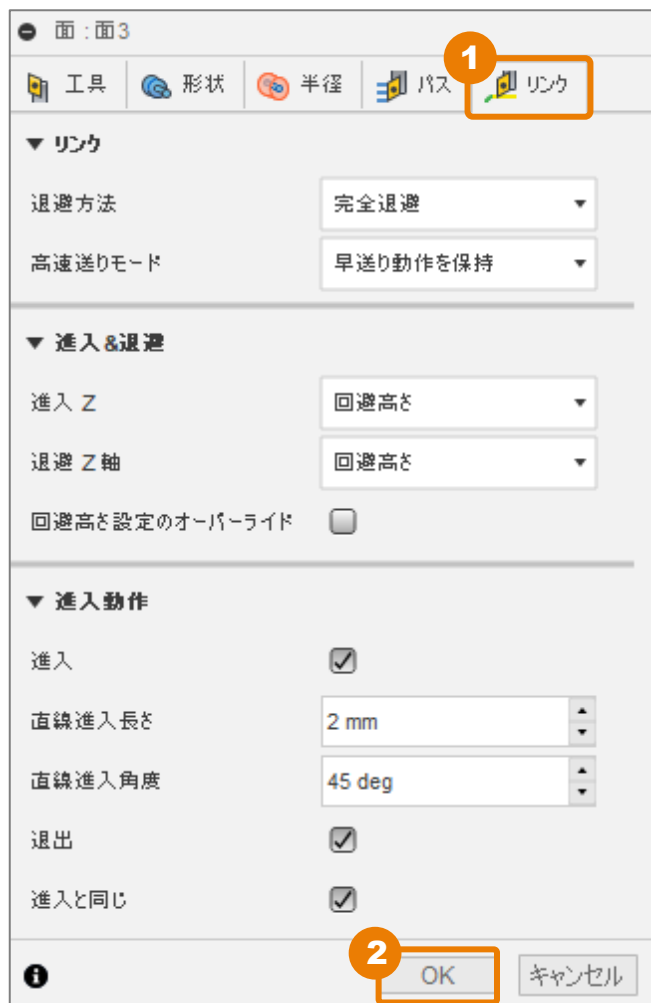 面 : 面3
1
工具 形状 半径 パス リンク
▼ リンク
退避方法 完全退避
高速送りモード 早送り動作を保持
▼ 進入&退避
進入 Z 回避高さ
退避 Z 軸 回避高さ
回避高さ設定のオーバーライド
▼ 進入動作
進入
直線進入長さ 2 mm
直線進入角度 45 deg
退出
進入と同じ
2
OK キャンセル